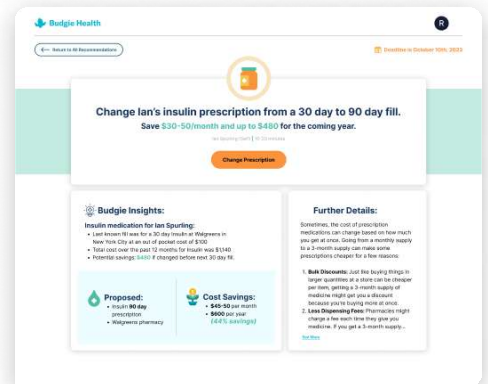 Budgie Health
R
Return to All Recommendations
Deadline is October 10th, 2023
Change Ian's insulin prescription from a 30 day to 90 day fill.
Save $30-50/month and up to $480 for the coming year.
Ian Spurling (Self) |
Change Prescription
Budgie Insights:
Insulin medication for Ian Spurling:
Last known fill was for a 30 day Insulin at Walgreens in
New York City at an out of pocket cost of $100
Total cost over the past 12 months for insulin was $1,140
Potential savings: $480 if changed before next 30 day fill.
Proposed:
Insulin 90 day
prescription
Walgreens pharmacy
Cost Savings:
$45-50 per month
$600 per year
(44% savings)
Further Details:
Sometimes, the cost of prescription
medications can change based on how much
you get at once. Going from a monthly supply
to a 3-month supply can make some
prescriptions cheaper for a few reasons:
1. Bulk Discounts: Just like buying things in
larger quantities at a store can be cheaper
per item, getting a 3-month supply of
medicine might get you a discount
because you're buying more at once.
2. Less Dispensing Fees: Pharmacies might
charge a fee each time they give you
medicine. If you get a 3-month supply...
See More